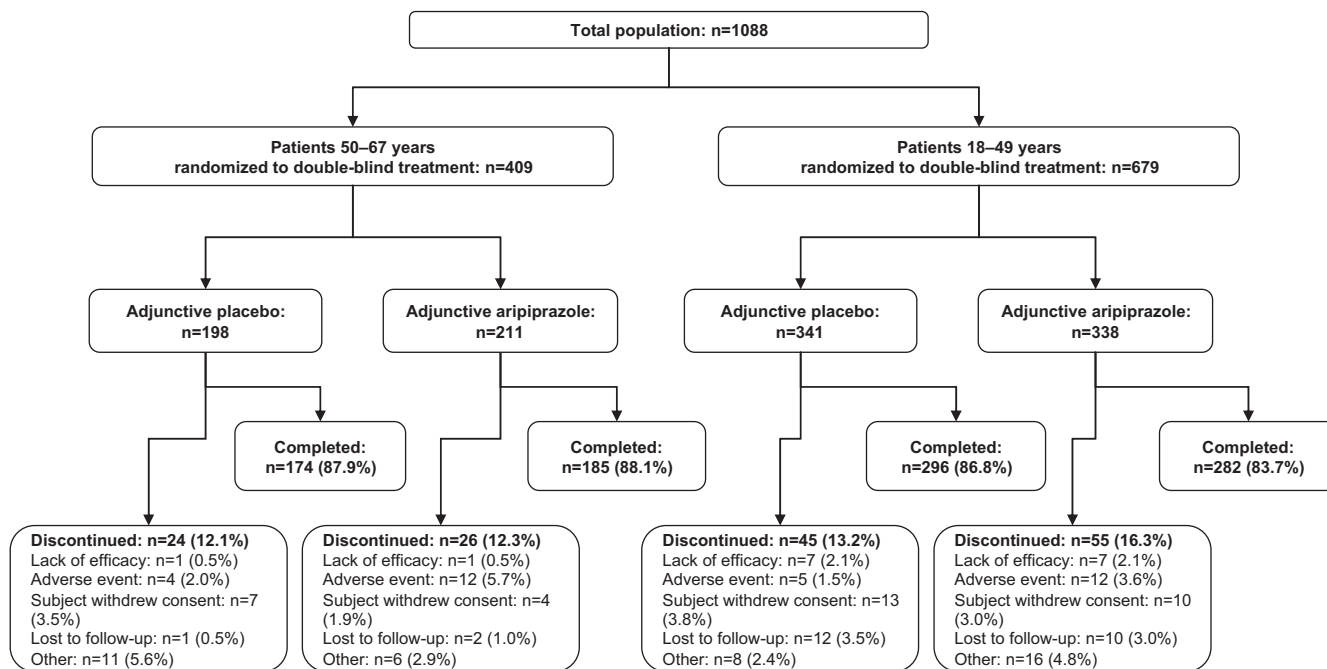 Total population: n=1088
Patients 50–67 years
randomized to double-blind treatment: n=409
Patients 18–49 years
randomized to double-blind treatment: n=679
Adjunctive placebo:
n=198
Adjunctive aripiprazole:
n=211
Adjunctive placebo:
n=341
Adjunctive aripiprazole:
n=338
Completed:
n=174 (87.9%)
Completed:
n=185 (88.1%)
Completed:
n=296 (86.8%)
Completed:
n=282 (83.7%)
Discontinued: n=24 (12.1%)
Lack of efficacy: n=1 (0.5%)
Adverse event: n=4 (2.0%)
Subject withdrew consent: n=7
(3.5%)
Lost to follow-up: n=1 (0.5%)
Other: n=11 (5.6%)
Discontinued: n=26 (12.3%)
Lack of efficacy: n=1 (0.5%)
Adverse event: n=12 (5.7%)
Subject withdrew consent: n=4
(1.9%)
Lost to follow-up: n=2 (1.0%)
Other: n=6 (2.9%)
Discontinued: n=45 (13.2%)
Lack of efficacy: n=7 (2.1%)
Adverse event: n=5 (1.5%)
Subject withdrew consent: n=13
(3.8%)
Lost to follow-up: n=12 (3.5%)
Other: n=8 (2.4%)
Discontinued: n=55 (16.3%)
Lack of efficacy: n=7 (2.1%)
Adverse event: n=12 (3.6%)
Subject withdrew consent: n=10
(3.0%)
Lost to follow-up: n=10 (3.0%)
Other: n=16 (4.8%)